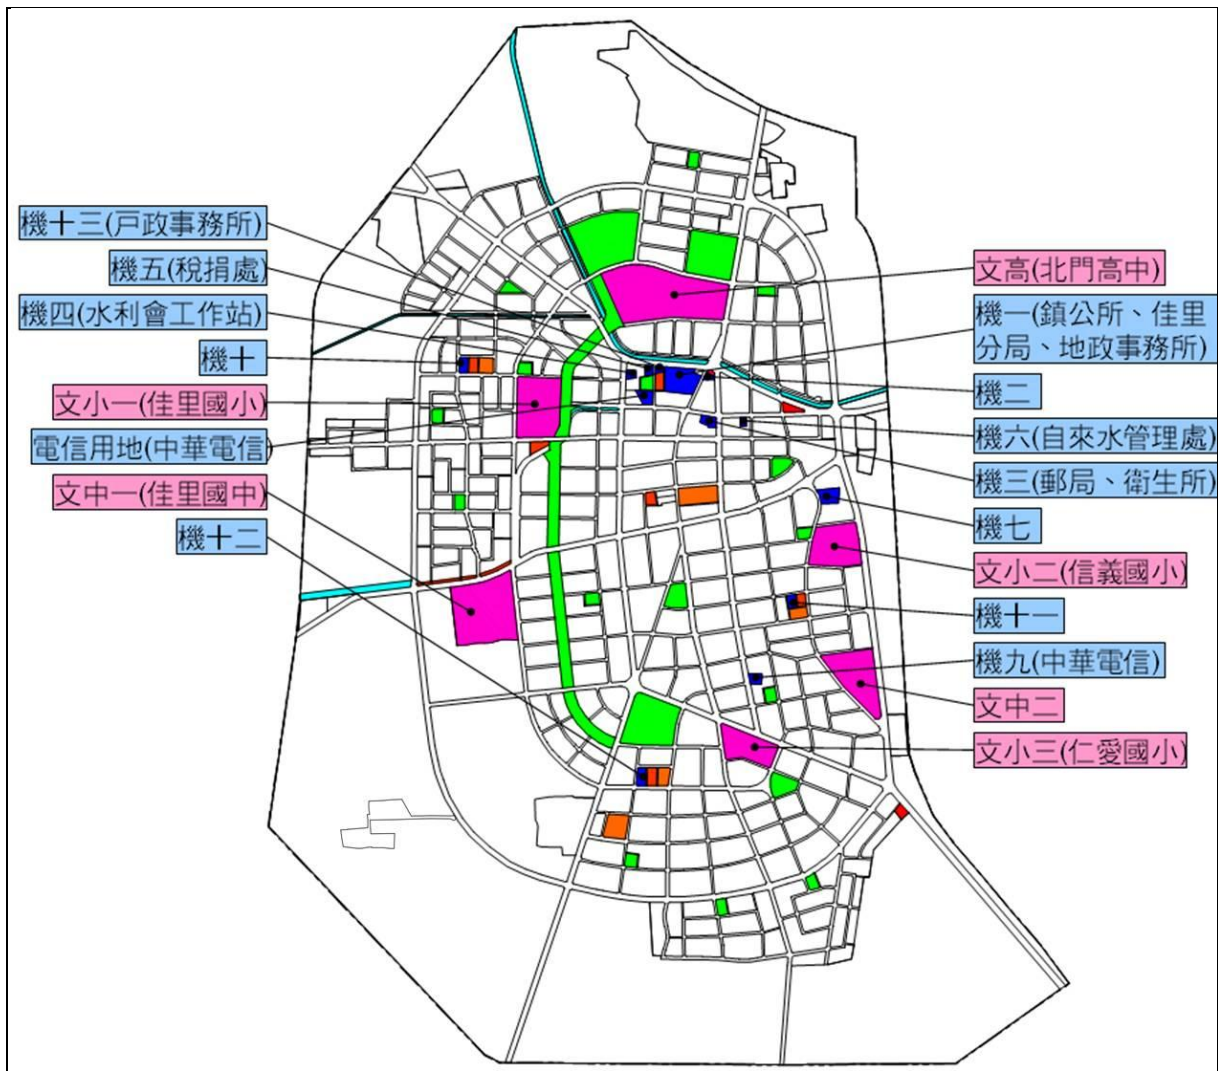 機十三(戶政事務所)
機五(稅捐處)
機四(水利會工作站)
機十
文小一(佳里國小)
電信用地(中華電信)
文中一(佳里國中)
機十二
文高(北門高中)
機一(鎮公所、佳里
分局、地政事務所)
機二
機六(自來水管理處)
機三(郵局、衛生所)
機七
文小二(信義國小)
機十一
機九(中華電信)
文中二
文小三(仁愛國小)